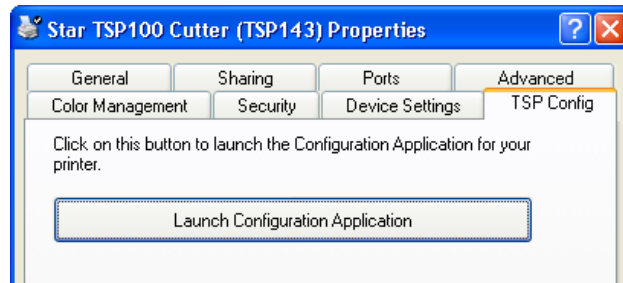 Star TSP100 Cutter (TSP143) Properties
General Sharing Ports Advanced
Color Management Security Device Settings TSP Config
Click on this button to launch the Configuration Application for your
printer.
Launch Configuration Application